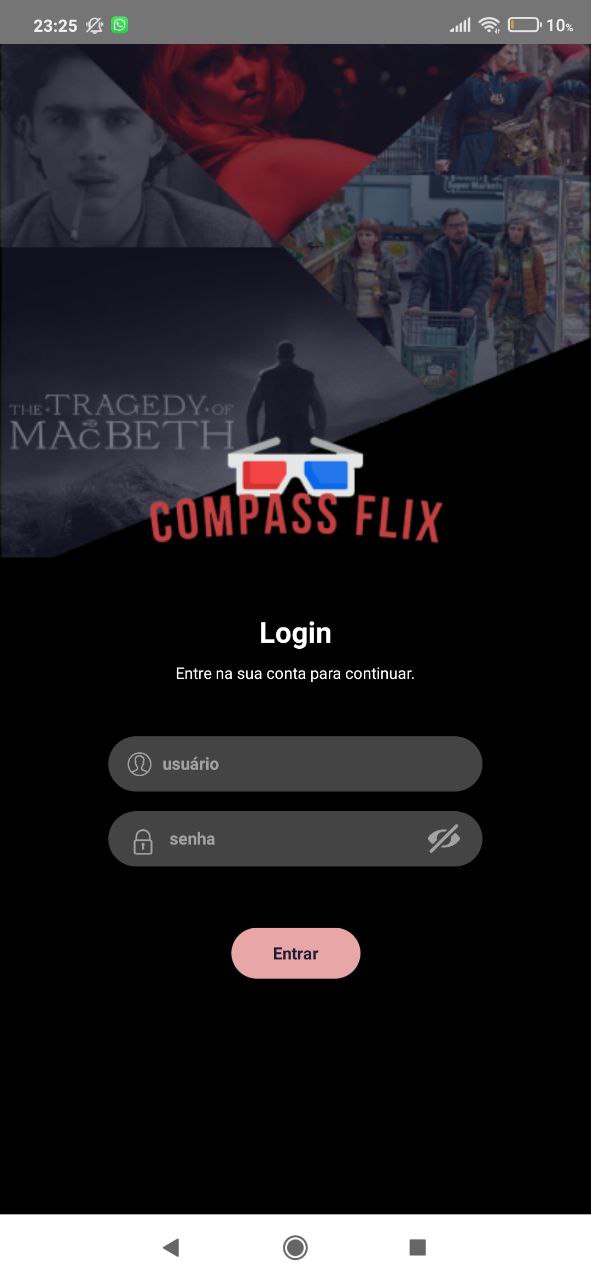 23:25
10%
Super Markets
THE·TRAGEDY·OF
MACBETH
COMPASS FLIX
Login
Entre na sua conta para continuar.
usuário
senha
Entrar